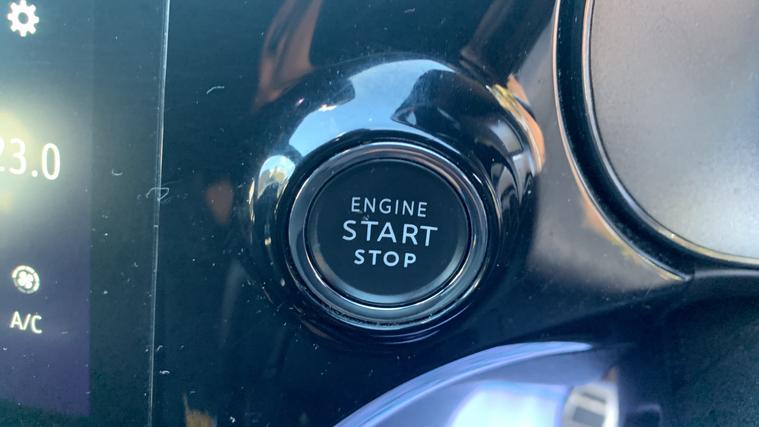 23.0
ENGINE
START
STOP
A/C